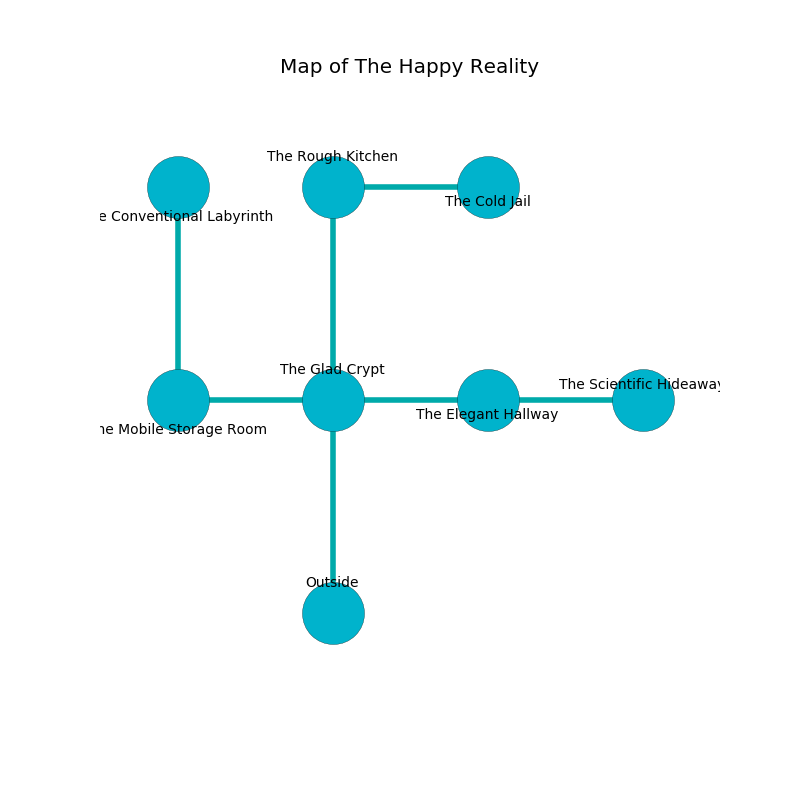 Map of The Happy Reality
The Rough Kitchen
The Cold Jail
e Conventional Labyrinth
The Glad Crypt
The Scientific Hideaway
The Elegant Hallway
he Mobile Storage Room
Outside